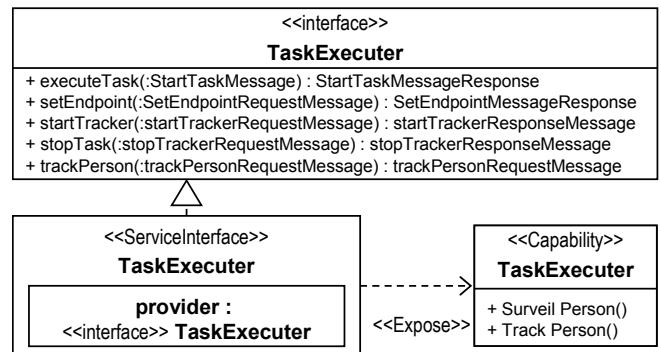 <<interface>>
TaskExecuter
+ executeTask(:StartTaskMessage) : StartTaskMessageResponse
+ setEndpoint(:SetEndpointRequestMessage) : SetEndpointMessageResponse
+ startTracker(:startTrackerRequestMessage) : startTrackerResponseMessage
+ stopTask(:stopTrackerRequestMessage) : stopTrackerResponseMessage
+ trackPerson(:trackPersonRequestMessage) : trackPersonRequestMessage
<<ServiceInterface>>
TaskExecuter
provider :
<<interface>> TaskExecuter
<<Expose>>
<<Capability>>
TaskExecuter
+ Surveil Person()
+ Track Person()